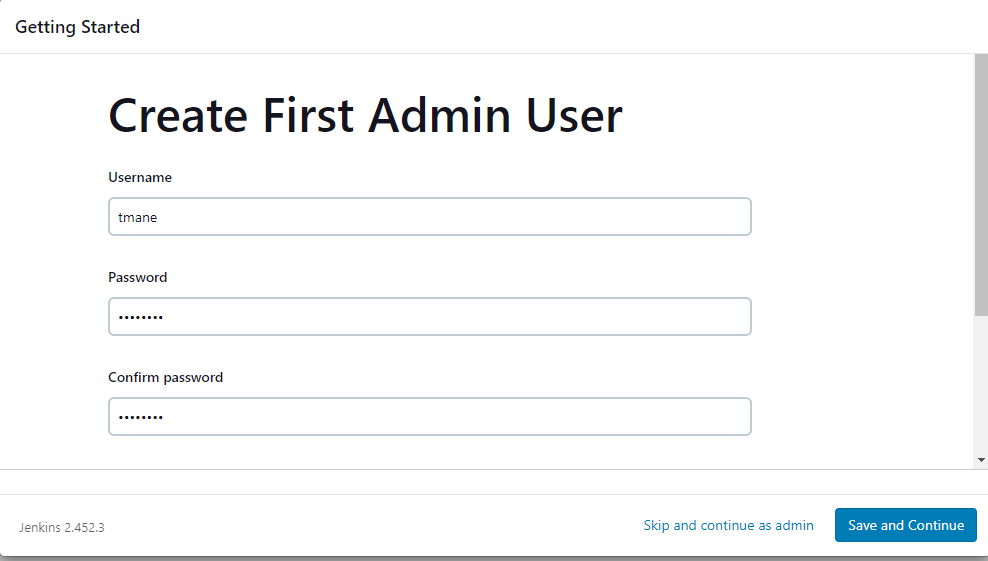 Getting Started
Create First Admin User
Username
tmane
Password
••••••••
Confirm password
••••••••
Jenkins 2.452.3
Skip and continue as admin
Save and Continue